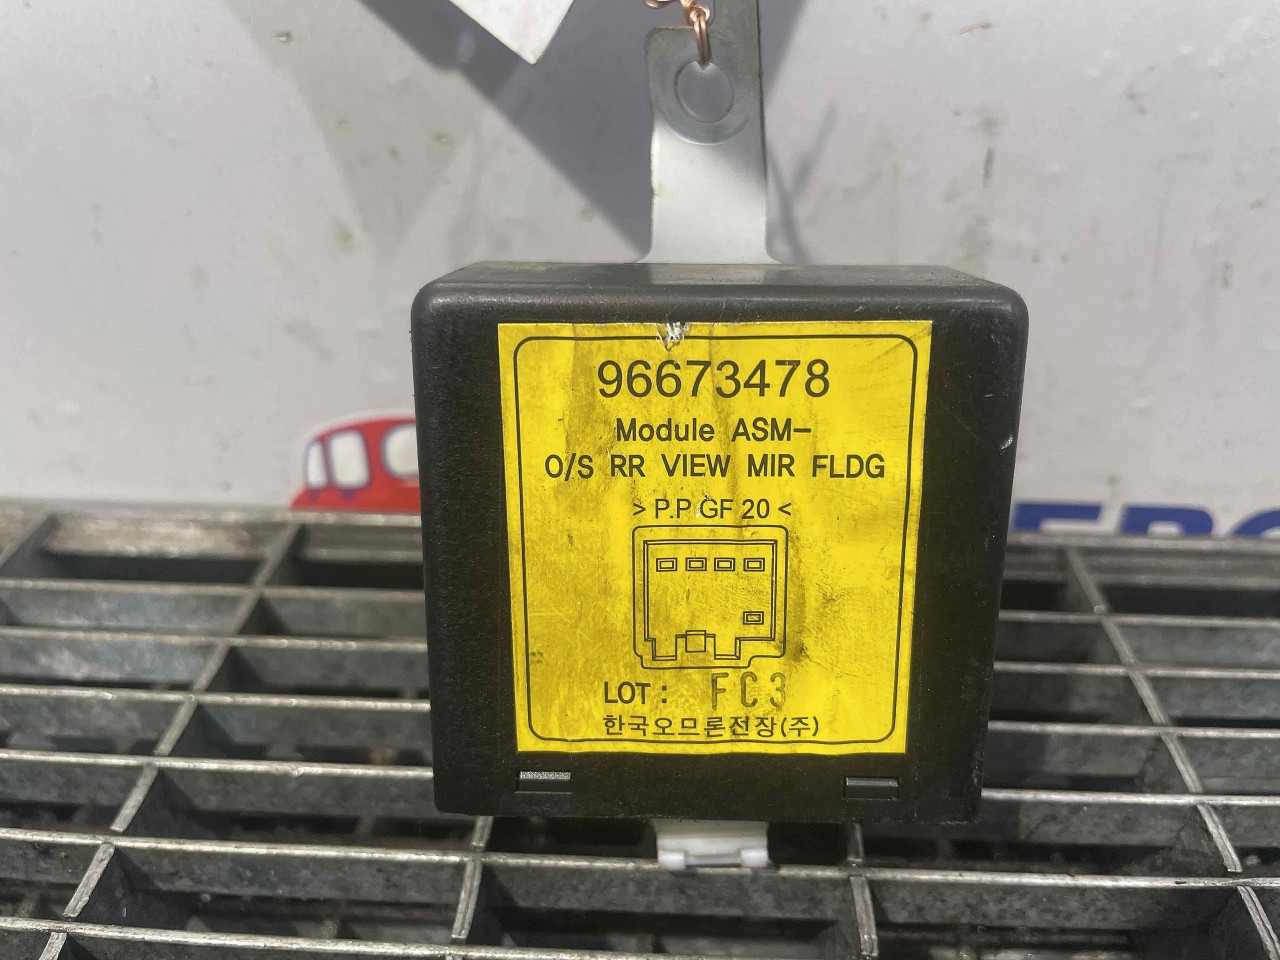 96673478
Module ASM-
O/S RR VIEW MIR FLDG
> P.P GF 20 <
LOT : FC3
한국오므론전장(주)